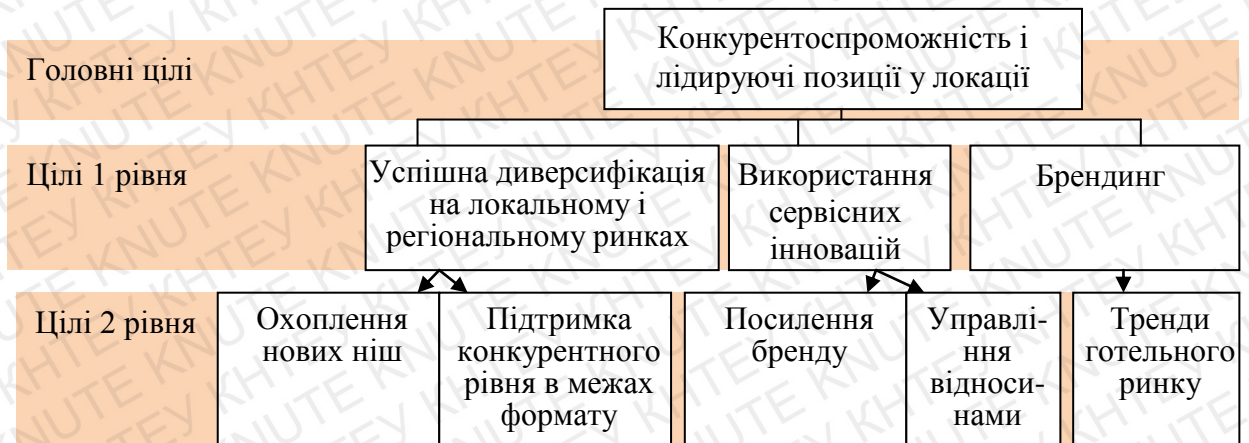 Конкурентоспроможність і
лідируючі позиції у локації
Головні цілі
Цілі 1 рівня
Успішна диверсифікація
на локальному і
регіональному ринках
Використання
сервісних
інновацій
Брендинг
Цілі 2 рівня
Охоплення
нових ніш
Підтримка
конкурентного
рівня в межах
формату
Посилення
бренду
Управлі-
ння
відноси-
нами
Тренди
готельного
ринку